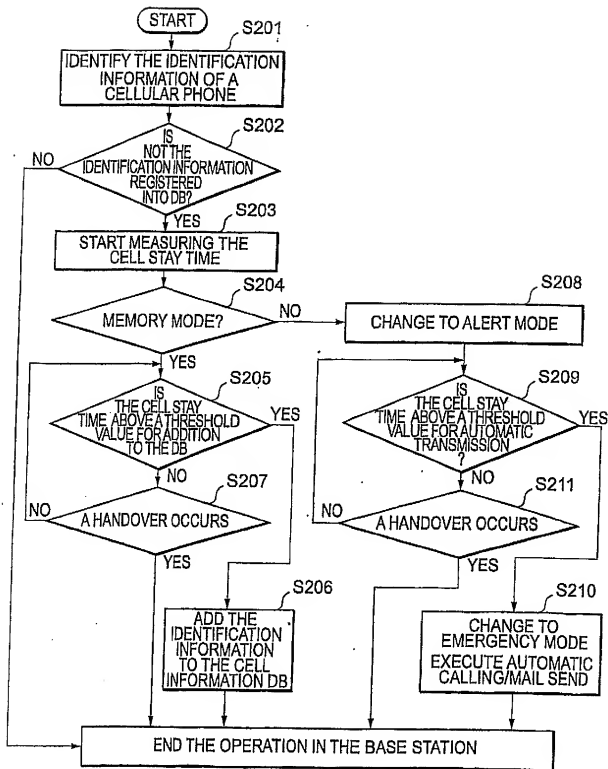 START
S201
IDENTIFY THE IDENTIFICATION
INFORMATION OF A
CELLULAR PHONE
S202
IS
NOT THE
IDENTIFICATION INFORMATION
REGISTERED
INTO DB?
NO
YES
S203
START MEASURING THE
CELL STAY TIME
S204
MEMORY MODE?
NO
YES
S208
CHANGE TO ALERT MODE
S205
IS
THE CELL STAY
TIME ABOVE A THRESHOLD
VALUE FOR ADDITION
TO THE DB
YES
NO
S207
A HANDOVER OCCURS
NO
YES
S206
ADD THE
IDENTIFICATION
INFORMATION
TO THE CELL
INFORMATION DB
S209
IS
THE CELL STAY
TIME ABOVE A THRESHOLD
VALUE FOR AUTOMATIC
TRANSMISSION
?
YES
NO
S211
A HANDOVER OCCURS
NO
YES
S210
CHANGE TO
EMERGENCY MODE
EXECUTE AUTOMATIC
CALLING/MAIL SEND
END THE OPERATION IN THE BASE STATION